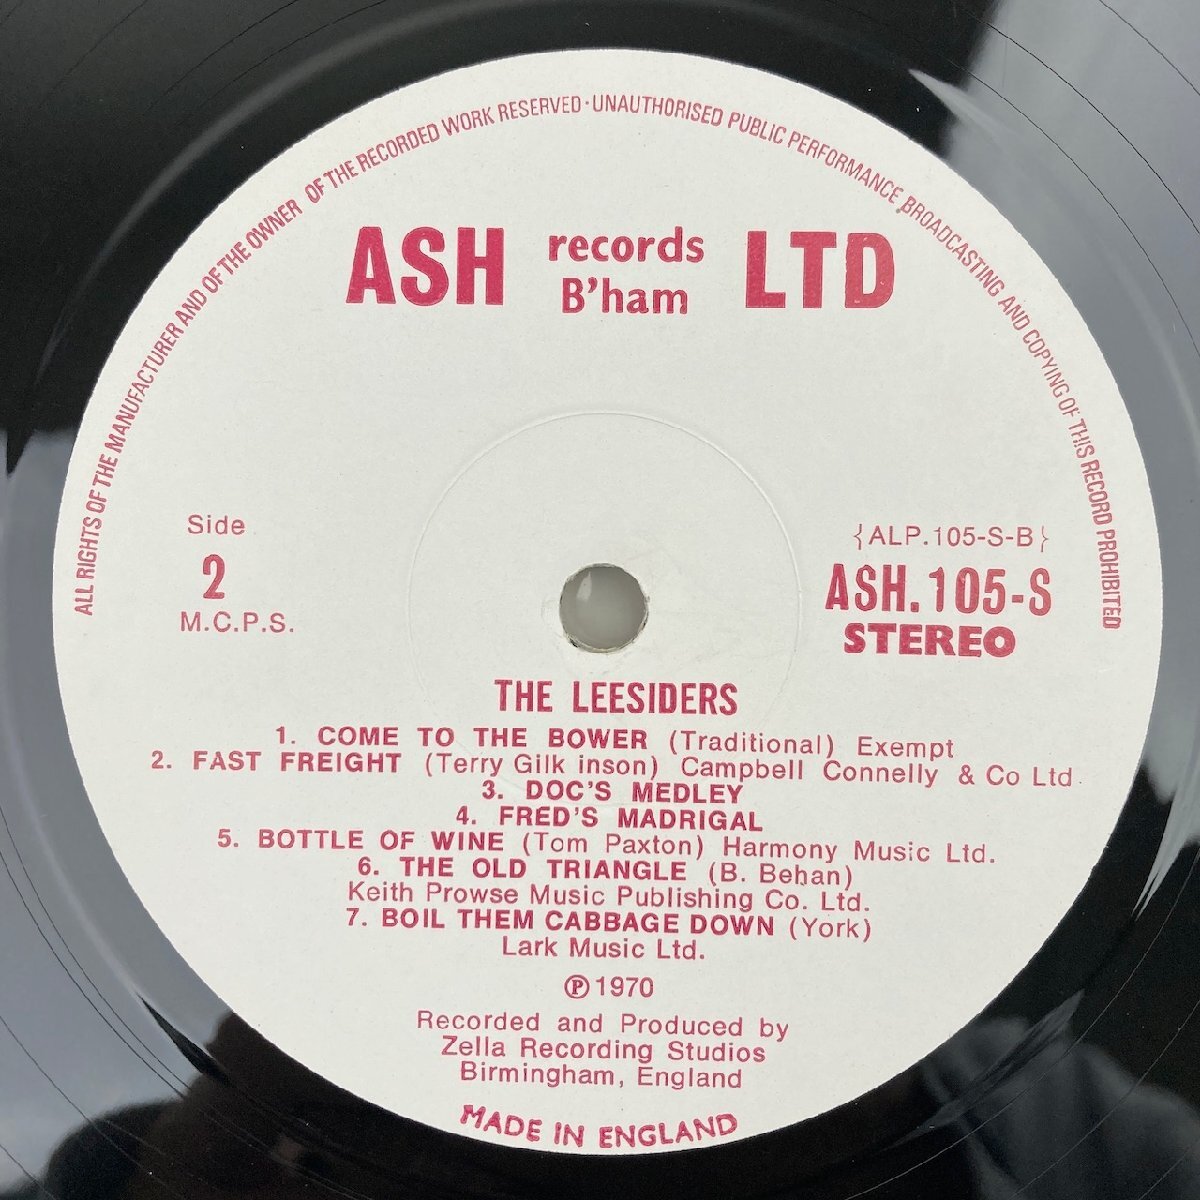 ALL RIGHTS OF THE MANUFACTURER AND OF THE OWNER OF THE RECORDED WORK RESERVED · UNAUTHORISED PUBLIC PERFORMANCE, BROADCASTING AND COPYING OF THIS RECORD PROHIBITED
ASH records LTD
B'ham
Side
2
M.C.P.S.
{ALP.105-S-B}
ASH.105-S
STEREO
THE LEESIDERS
1. COME TO THE BOWER (Traditional) Exempt
2. FAST FREIGHT (Terry Gilk inson) Campbell Connelly & Co Ltd.
3. DOC'S MEDLEY
4. FRED'S MADRIGAL
5. BOTTLE OF WINE (Tom Paxton) Harmony Music Ltd.
6. THE OLD TRIANGLE (B. Behan)
Keith Prowse Music Publishing Co. Ltd.
7. BOIL THEM CABBAGE DOWN (York)
Lark Music Ltd.
℗ 1970
Recorded and Produced by
Zella Recording Studios
Birmingham, England
MADE IN ENGLAND